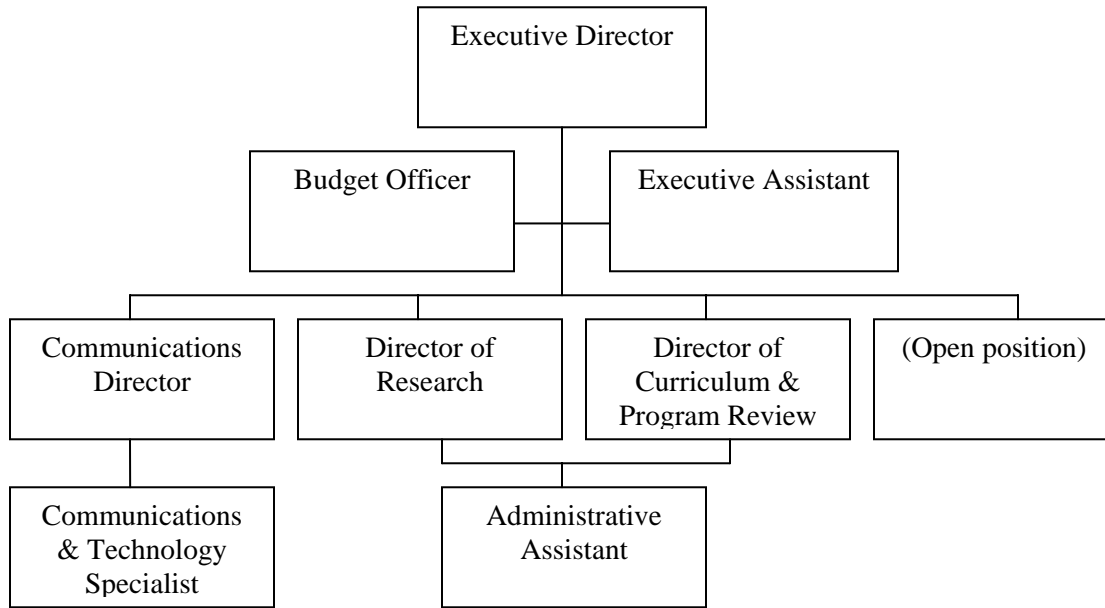 Executive Director
Budget Officer
Executive Assistant
Communications
Director
Director of
Research
Director of
Curriculum &
Program Review
(Open position)
Communications
& Technology
Specialist
Administrative
Assistant